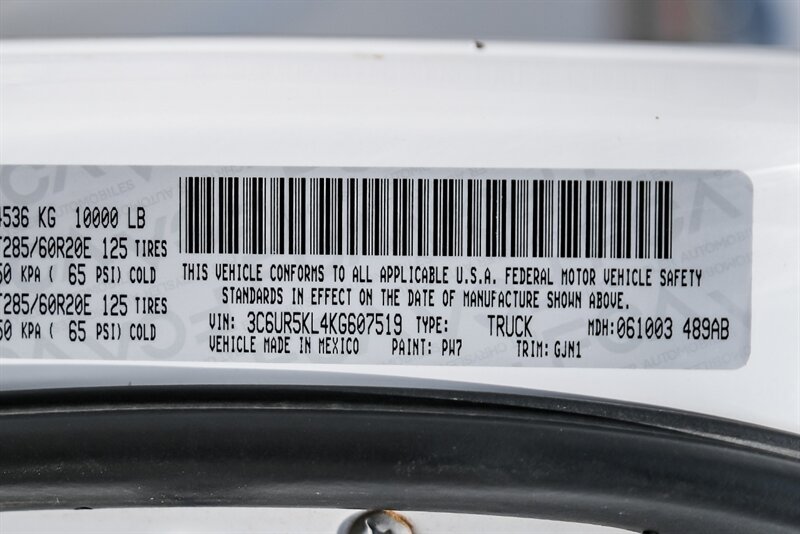 4536 KG 10000 LB
T285/60R20E 125 TIRES
50 KPA ( 65 PSI) COLD
T285/60R20E 125 TIRES
50 KPA ( 65 PSI) COLD
THIS VEHICLE CONFORMS TO ALL APPLICABLE U.S.A. FEDERAL MOTOR VEHICLE SAFETY
STANDARDS IN EFFECT ON THE DATE OF MANUFACTURE SHOWN ABOVE.
VIN: 3C6UR5KL4KG607519 TYPE: TRUCK MDH:061003 489AB
VEHICLE MADE IN MEXICO PAINT: PW7 TRIM: GJN1